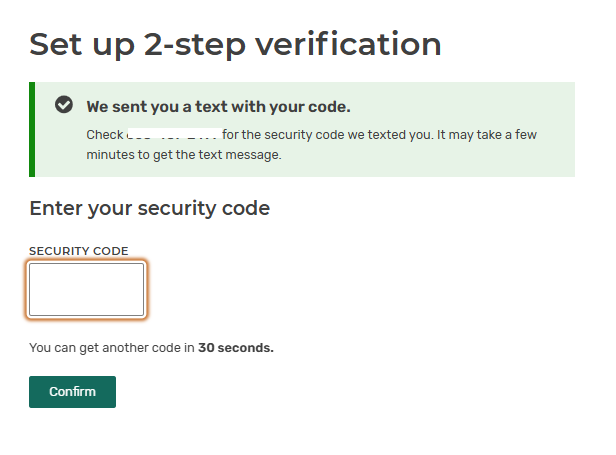 Set up 2-step verification
We sent you a text with your code.
Check for the security code we texted you. It may take a few
minutes to get the text message.
Enter your security code
SECURITY CODE
You can get another code in 30 seconds.
Confirm